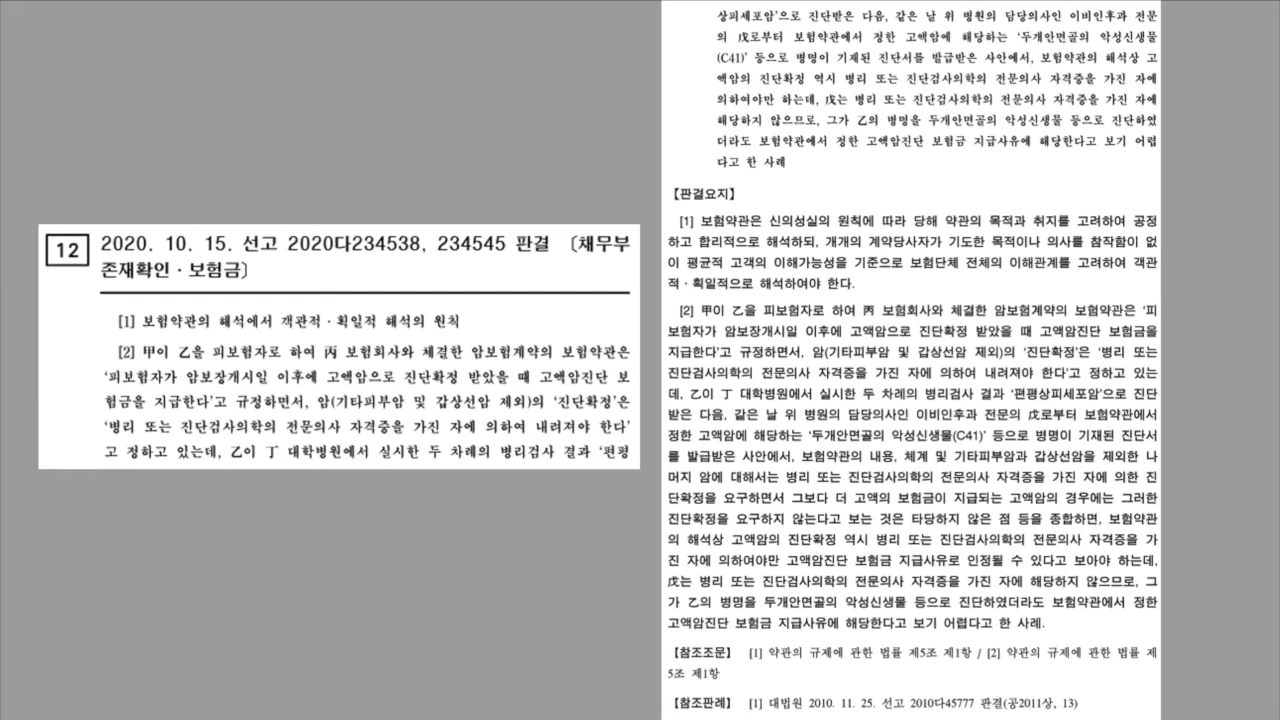 12
2020. 10. 15. 선고 2020다234538, 234545 판결 〔채무부
존재확인·보험금〕
[1] 보험약관의 해석에서 객관적·획일적 해석의 원칙
[2] 甲이 乙을 피보험자로 하여 丙 보험회사와 체결한 암보험계약의 보험약관은
‘피보험자가 암보장개시일 이후에 고액암으로 진단확정 받았을 때 고액암진단 보
험금을 지급한다’고 규정하면서, 암(기타피부암 및 갑상선암 제외)의 ‘진단확정’은
‘병리 또는 진단검사의학의 전문의사 자격증을 가진 자에 의하여 내려져야 한다’
고 정하고 있는데, 乙이 丁 대학병원에서 실시한 두 차례의 병리검사 결과 ‘편평
상피세포암’으로 진단받은 다음, 같은 날 위 병원의 담당의사인 이비인후과 전문
의 戊로부터 보험약관에서 정한 고액암에 해당하는 ‘두개안면골의 악성신생물
(C41)’ 등으로 병명이 기재된 진단서를 발급받은 사안에서, 보험약관의 해석상 고
액암의 진단확정 역시 병리 또는 진단검사의학의 전문의사 자격증을 가진 자에
의하여야만 하는데, 戊는 병리 또는 진단검사의학의 전문의사 자격증을 가진 자에
해당하지 않으므로, 그가 乙의 병명을 두개안면골의 악성신생물 등으로 진단하였
더라도 보험약관에서 정한 고액암진단 보험금 지급사유에 해당한다고 보기 어렵
다고 한 사례
【판결요지】
[1] 보험약관은 신의성실의 원칙에 따라 당해 약관의 목적과 취지를 고려하여 공정
하고 합리적으로 해석하되, 개개의 계약당사자가 기도한 목적이나 의사를 참작함이 없
이 평균적 고객의 이해가능성을 기준으로 보험단체 전체의 이해관계를 고려하여 객관
적·획일적으로 해석하여야 한다.
[2] 甲이 乙을 피보험자로 하여 丙 보험회사와 체결한 암보험계약의 보험약관은 ‘피
보험자가 암보장개시일 이후에 고액암으로 진단확정 받았을 때 고액암진단 보험금을
지급한다’고 규정하면서, 암(기타피부암 및 갑상선암 제외)의 ‘진단확정’은 ‘병리 또는
진단검사의학의 전문의사 자격증을 가진 자에 의하여 내려져야 한다’고 정하고 있는
데, 乙이 丁 대학병원에서 실시한 두 차례의 병리검사 결과 ‘편평상피세포암’으로 진단
받은 다음, 같은 날 위 병원의 담당의사인 이비인후과 전문의 戊로부터 보험약관에서
정한 고액암에 해당하는 ‘두개안면골의 악성신생물(C41)’ 등으로 병명이 기재된 진단서
를 발급받은 사안에서, 보험약관의 내용, 체계 및 기타피부암과 갑상선암을 제외한 나
머지 암에 대해서는 병리 또는 진단검사의학의 전문의사 자격증을 가진 자에 의한 진
단확정을 요구하면서 그보다 더 고액의 보험금이 지급되는 고액암의 경우에는 그러한
진단확정을 요구하지 않는다고 보는 것은 타당하지 않은 점 등을 종합하면, 보험약관
의 해석상 고액암의 진단확정 역시 병리 또는 진단검사의학의 전문의사 자격증을 가
진 자에 의하여야만 고액암진단 보험금 지급사유로 인정될 수 있다고 보아야 하는데,
戊는 병리 또는 진단검사의학의 전문의사 자격증을 가진 자에 해당하지 않으므로, 그
가 乙의 병명을 두개안면골의 악성신생물 등으로 진단하였더라도 보험약관에서 정한
고액암진단 보험금 지급사유에 해당한다고 보기 어렵다고 한 사례.
【참조조문】 [1] 약관의 규제에 관한 법률 제5조 제1항 / [2] 약관의 규제에 관한 법률 제
5조 제1항
【참조판례】 [1] 대법원 2010. 11. 25. 선고 2010다45777 판결(공2011상, 13)